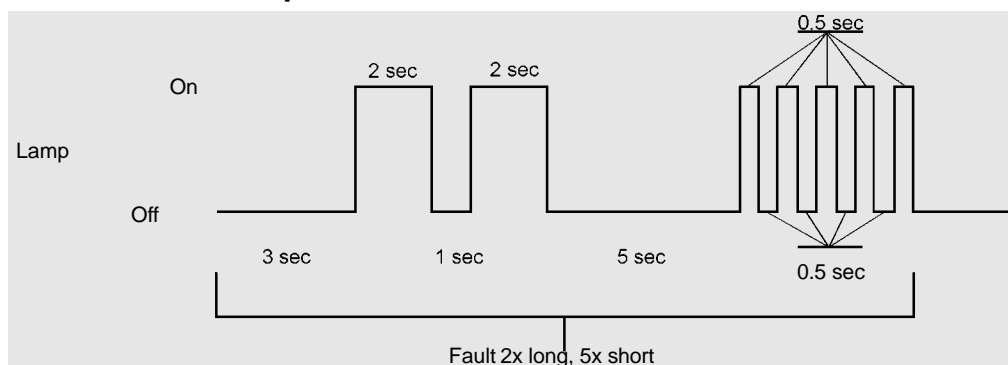 0.5 sec
2 sec 2 sec
On
Lamp
Off
3 sec 1 sec 5 sec
0.5 sec
Fault 2x long, 5x short